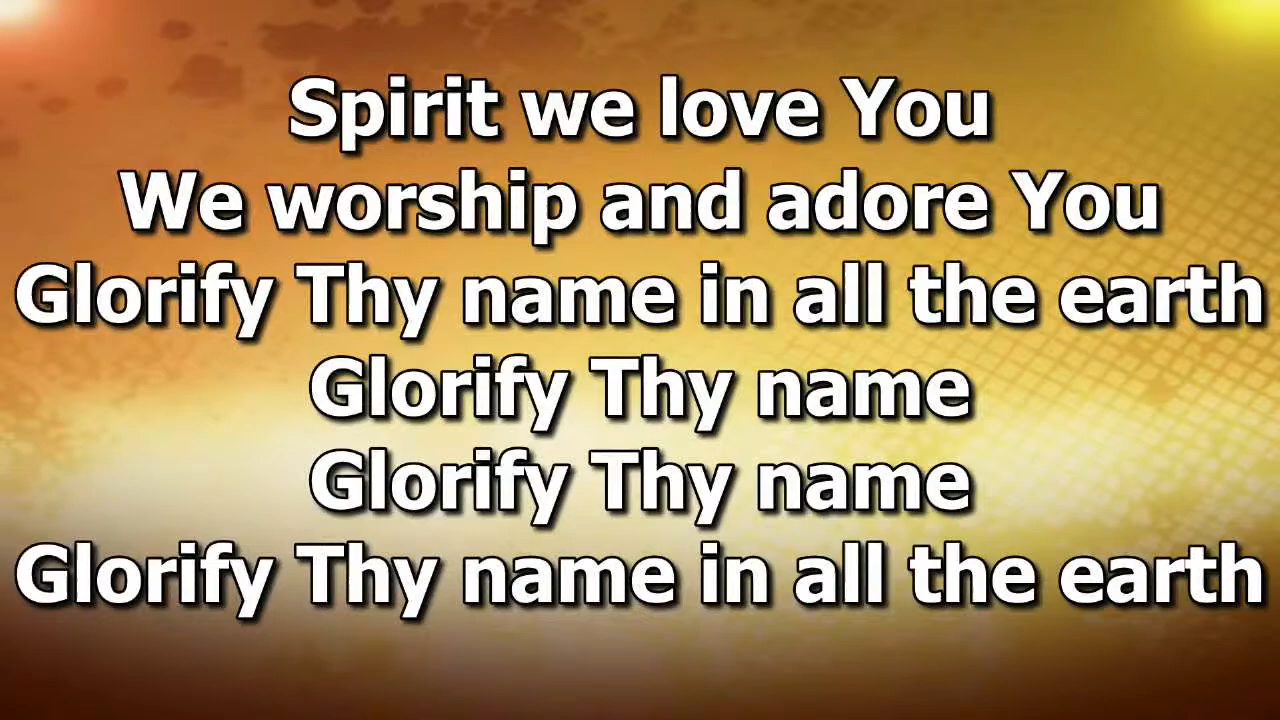 Spirit we love You
We worship and adore You
Glorify Thy name in all the earth
Glorify Thy name
Glorify Thy name
Glorify Thy name in all the earth